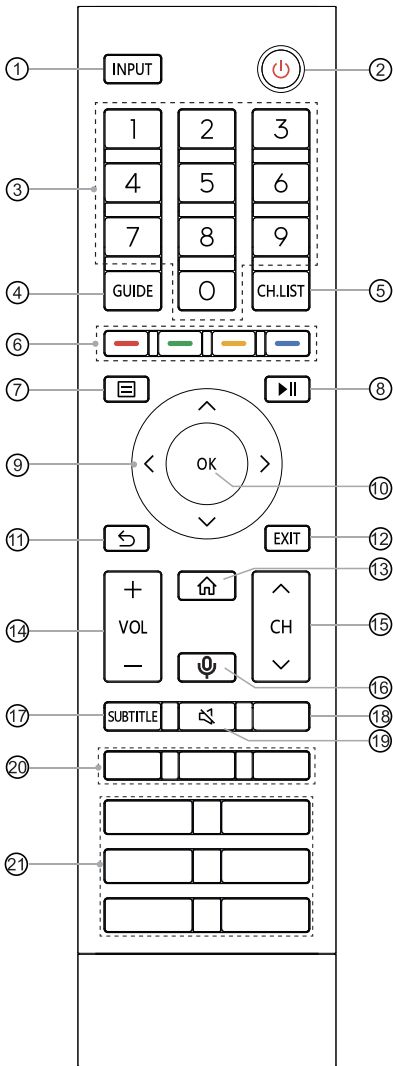 ① INPUT ②
1 2 3
③ 4 5 6
7 8 9
④ GUIDE 0 CH.LIST ⑤
⑥
⑦ ⑧
⑨ OK
⑩
⑪ EXIT ⑫
⑬
⑭ + VOL — CH ⑮
⑯
⑰ SUBTITLE ⑱
⑲
⑳
㉑